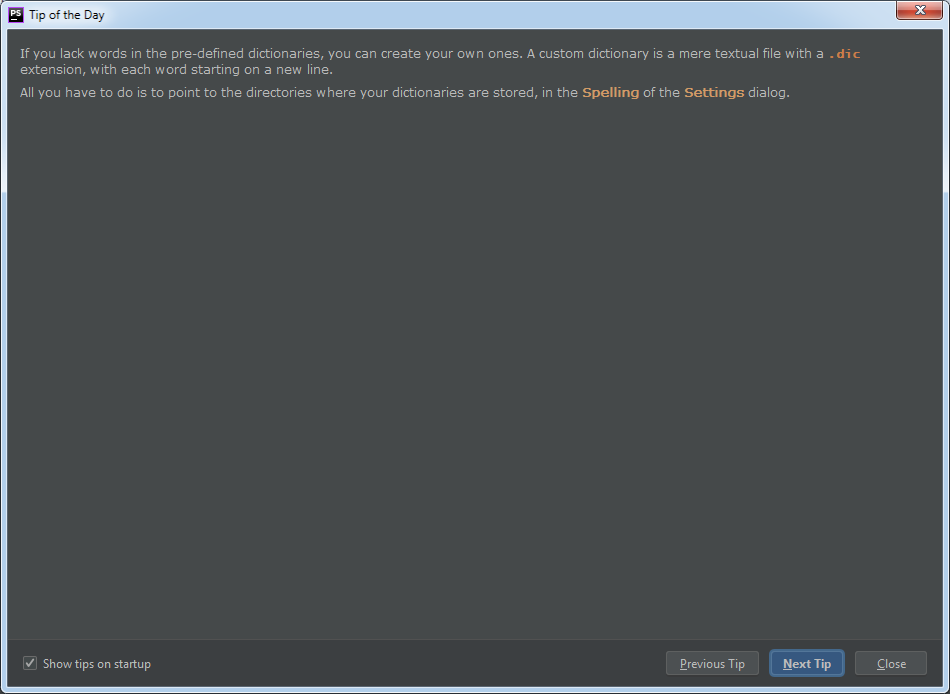 PS Tip of the Day
If you lack words in the pre-defined dictionaries, you can create your own ones. A custom dictionary is a mere textual file with a .dic
extension, with each word starting on a new line.
All you have to do is to point to the directories where your dictionaries are stored, in the Spelling of the Settings dialog.
Show tips on startup
Previous Tip
Next Tip
Close